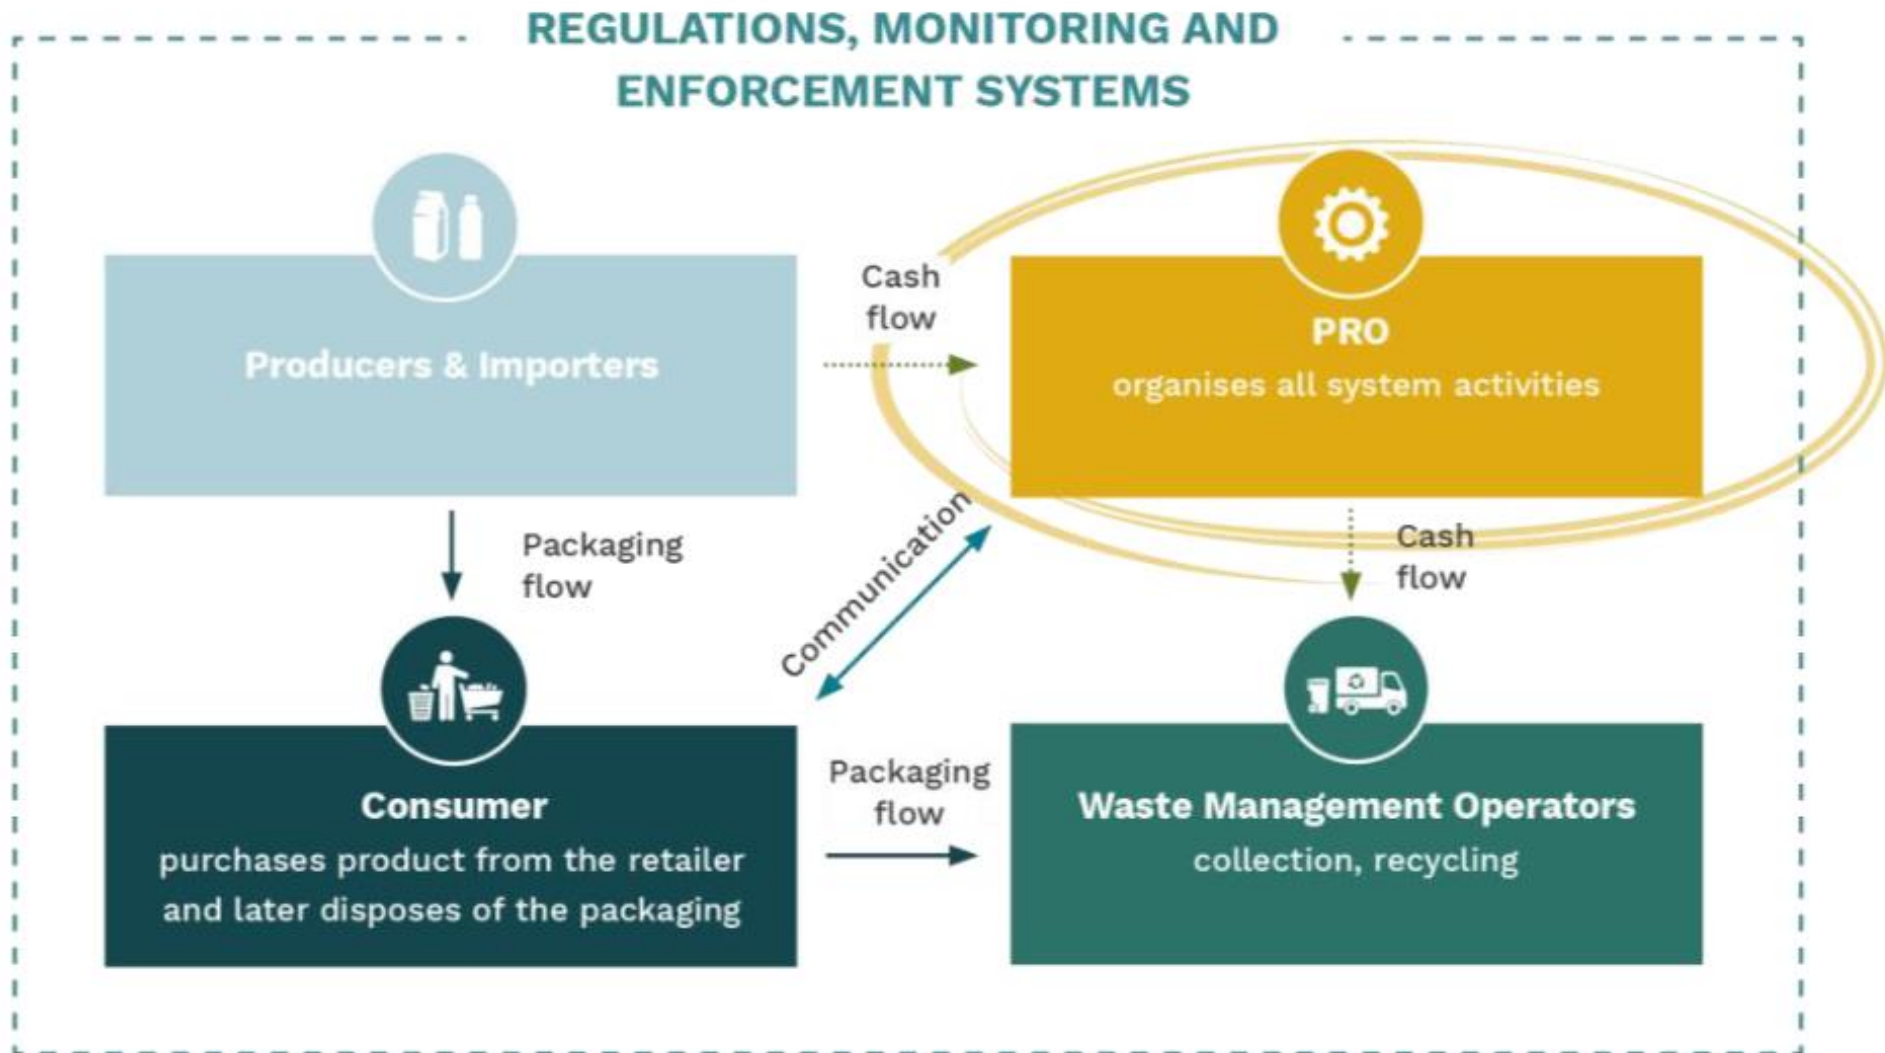 REGULATIONS, MONITORING AND
ENFORCEMENT SYSTEMS
Producers & Importers
Cash
flow
PRO
organises all system activities
Packaging
flow
Communication
Cash
flow
Consumer
purchases product from the retailer
and later disposes of the packaging
Packaging
flow
Waste Management Operators
collection, recycling